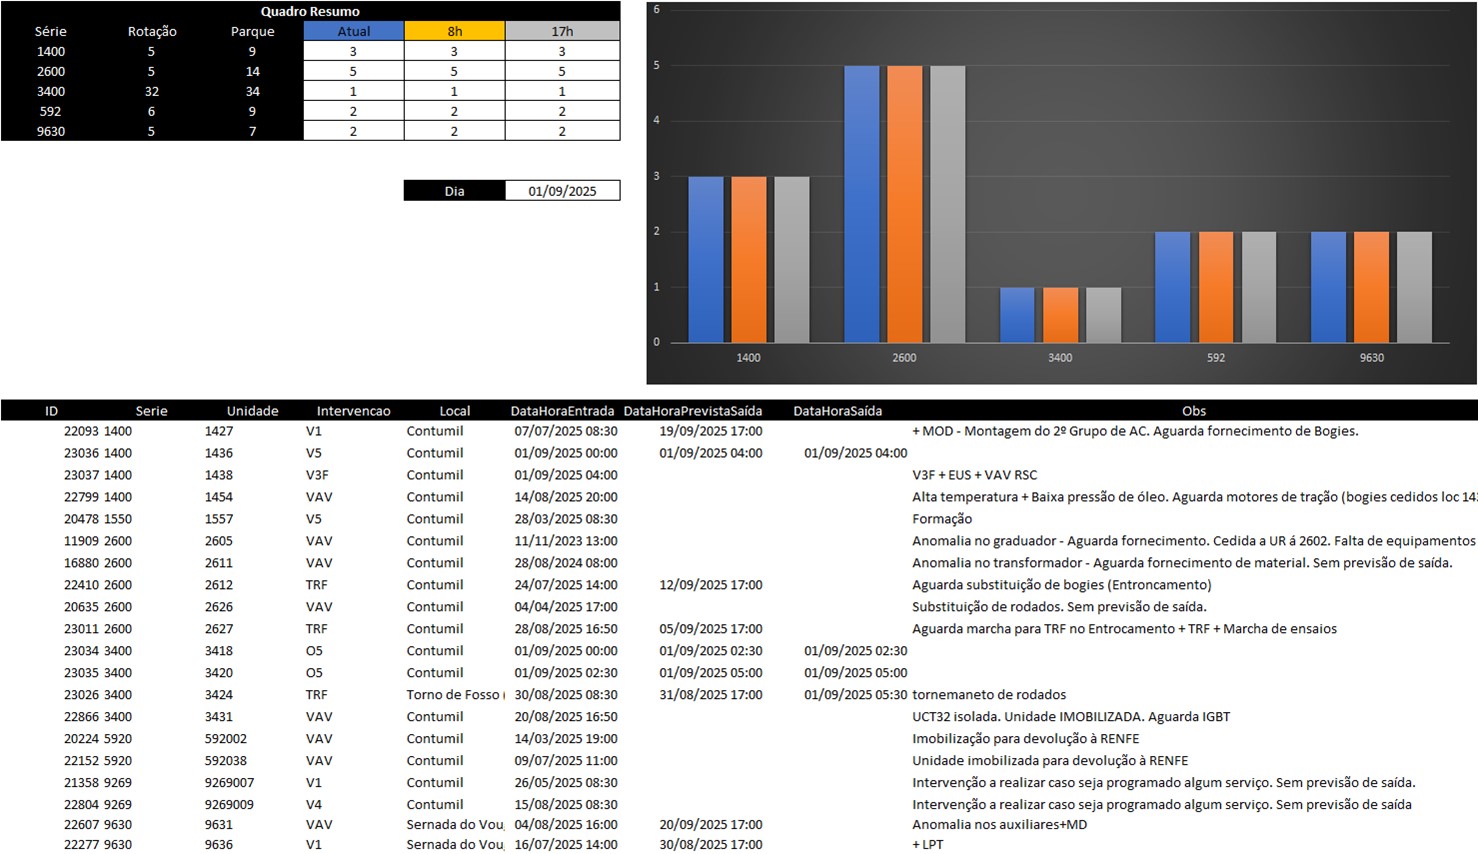 Quadro Resumo
Série Rotação Parque Atual 8h 17h
1400 5 9 3 3 3
2600 5 14 5 5 5
3400 32 34 1 1 1
592 6 9 2 2 2
9630 5 7 2 2 2
Dia 01/09/2025
6
5
4
3
2
1
0
1400 2600 3400 592 9630
ID Serie Unidade Intervencao Local DataHoraEntrada DataHoraPrevistaSaída DataHoraSaída Obs
22093 1400 1427 V1 Contumil 07/07/2025 08:30 19/09/2025 17:00 + MOD - Montagem do 2º Grupo de AC. Aguarda fornecimento de Bogies.
23036 1400 1436 V5 Contumil 01/09/2025 00:00 01/09/2025 04:00 01/09/2025 04:00
23037 1400 1438 V3F Contumil 01/09/2025 04:00 V3F + EUS + VAV RSC
22799 1400 1454 VAV Contumil 14/08/2025 20:00 Alta temperatura + Baixa pressão de óleo. Aguarda motores de tração (bogies cedidos loc
20478 1550 1557 V5 Contumil 28/03/2025 08:30 Formação
11909 2600 2605 VAV Contumil 11/11/2023 13:00 Anomalia no graduador - Aguarda fornecimento. Cedida a UR á 2602. Falta de equipamentos
16880 2600 2611 VAV Contumil 28/08/2024 08:00 Anomalia no transformador - Aguarda fornecimento de material. Sem previsão de saída.
22410 2600 2612 TRF Contumil 24/07/2025 14:00 12/09/2025 17:00 Aguarda substituição de bogies (Entroncamento)
20635 2600 2626 VAV Contumil 04/04/2025 17:00 Substituição de rodados. Sem previsão de saída.
23011 2600 2627 TRF Contumil 28/08/2025 16:50 05/09/2025 17:00 Aguarda marcha para TRF no Entrocamento + TRF + Marcha de ensaios
23034 3400 3418 O5 Contumil 01/09/2025 00:00 01/09/2025 02:30 01/09/2025 02:30
23035 3400 3420 O5 Contumil 01/09/2025 02:30 01/09/2025 05:00 01/09/2025 05:00
23026 3400 3424 TRF Torno de Fosso ( 30/08/2025 08:30 31/08/2025 17:00 01/09/2025 05:30 tornemaneto de rodados
22866 3400 3431 VAV Contumil 20/08/2025 16:50 UCT32 isolada. Unidade IMOBILIZADA. Aguarda IGBT
20224 5920 592002 VAV Contumil 14/03/2025 19:00 Imobilização para devolução à RENFE
22152 5920 592038 VAV Contumil 09/07/2025 11:00 Unidade imobilizada para devolução à RENFE
21358 9269 9269007 V1 Contumil 26/05/2025 08:30 Intervenção a realizar caso seja programado algum serviço. Sem previsão de saída.
22804 9269 9269009 V4 Contumil 15/08/2025 08:30 Intervenção a realizar caso seja programado algum serviço. Sem previsão de saída
22607 9630 9631 VAV Sernada do Vou 04/08/2025 16:00 20/09/2025 17:00 Anomalia nos auxiliares+MD
22277 9630 9636 V1 Sernada do Vou 16/07/2025 14:00 30/08/2025 17:00 + LPT